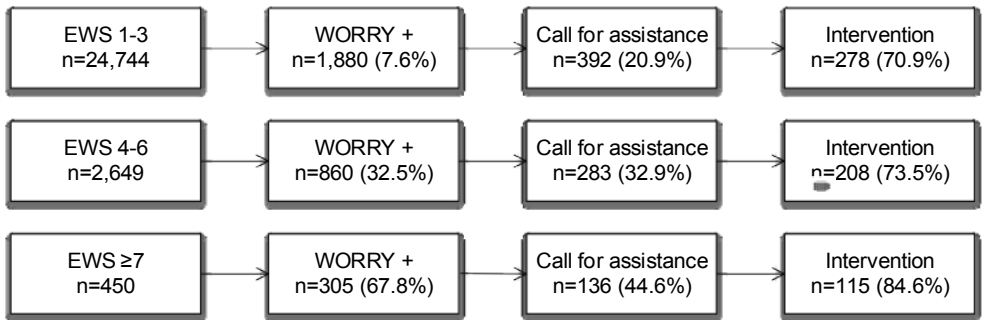 EWS 1-3
n=24,744
WORRY +
n=1,880 (7.6%)
Call for assistance
n=392 (20.9%)
Intervention
n=278 (70.9%)
EWS 4-6
n=2,649
WORRY +
n=860 (32.5%)
Call for assistance
n=283 (32.9%)
Intervention
n=208 (73.5%)
EWS ≥7
n=450
WORRY +
n=305 (67.8%)
Call for assistance
n=136 (44.6%)
Intervention
n=115 (84.6%)